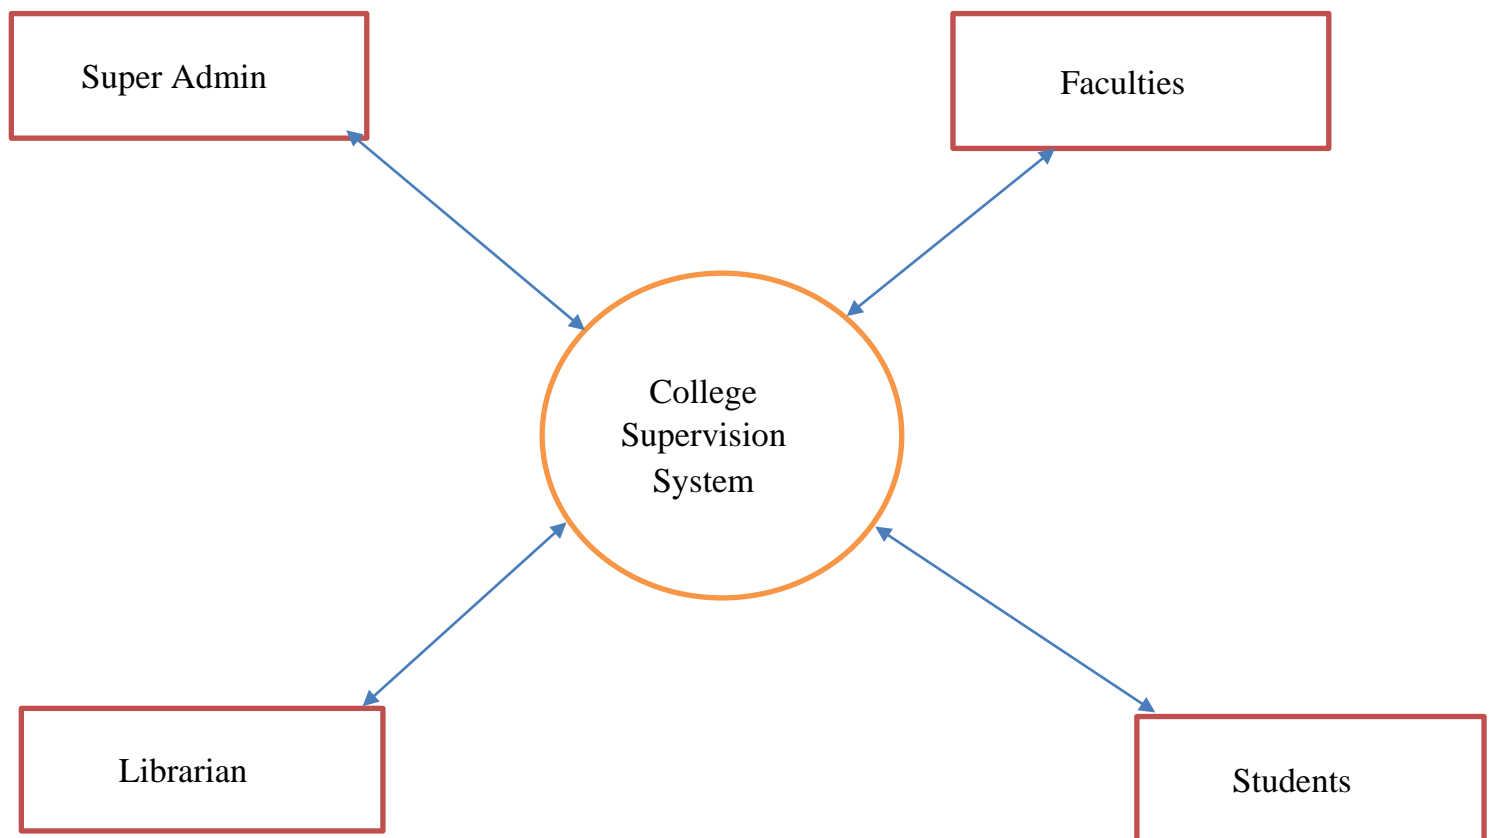 Super Admin
Faculties
College
Supervision
System
Librarian
Students